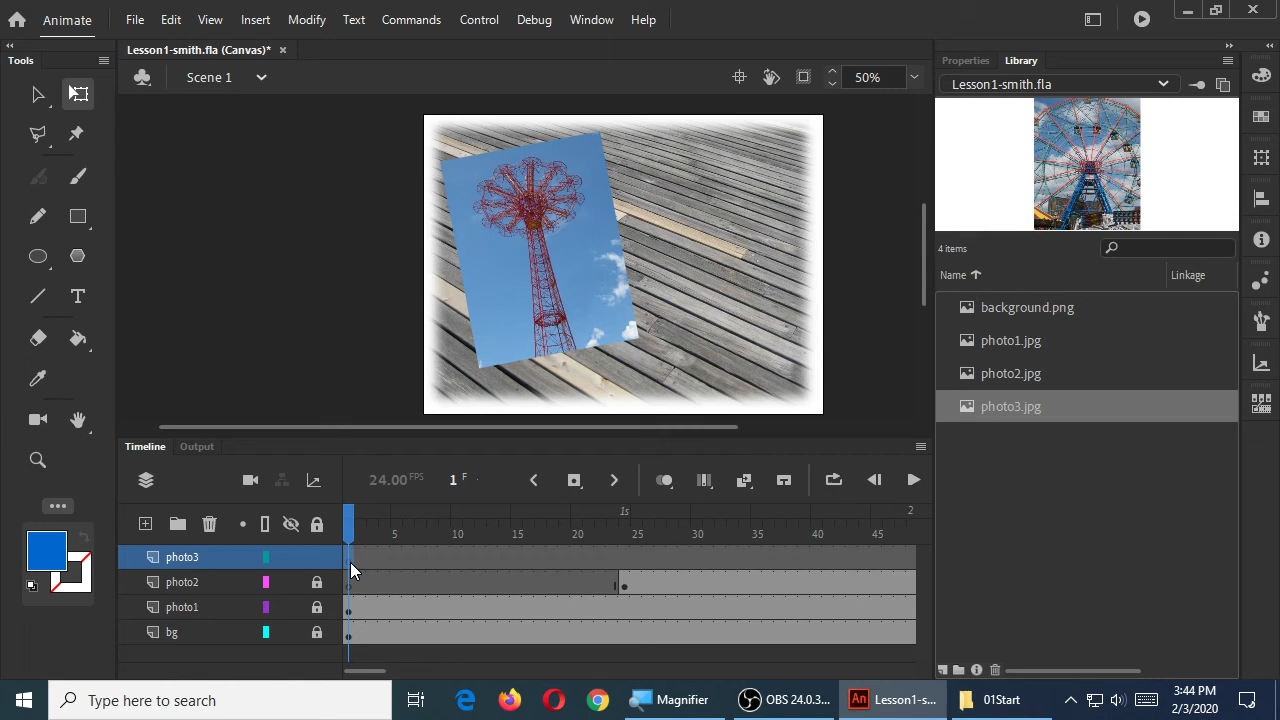 Animate
File Edit View Insert Modify Text Commands Control Debug Window Help
Lesson1-smith.fla (Canvas)*
Tools
Scene 1
50%
Properties Library
Lesson1-smith.fla
4 items
Name Linkage
background.png
photo1.jpg
photo2.jpg
photo3.jpg
Timeline Output
24.00 FPS 1 F
1s 2
5 10 15 20 25 30 35 40 45
photo3
photo2
photo1
bg
Type here to search
Magnifier
OBS 24.0.3...
An Lesson1-s...
01Start
3:44 PM
2/3/2020